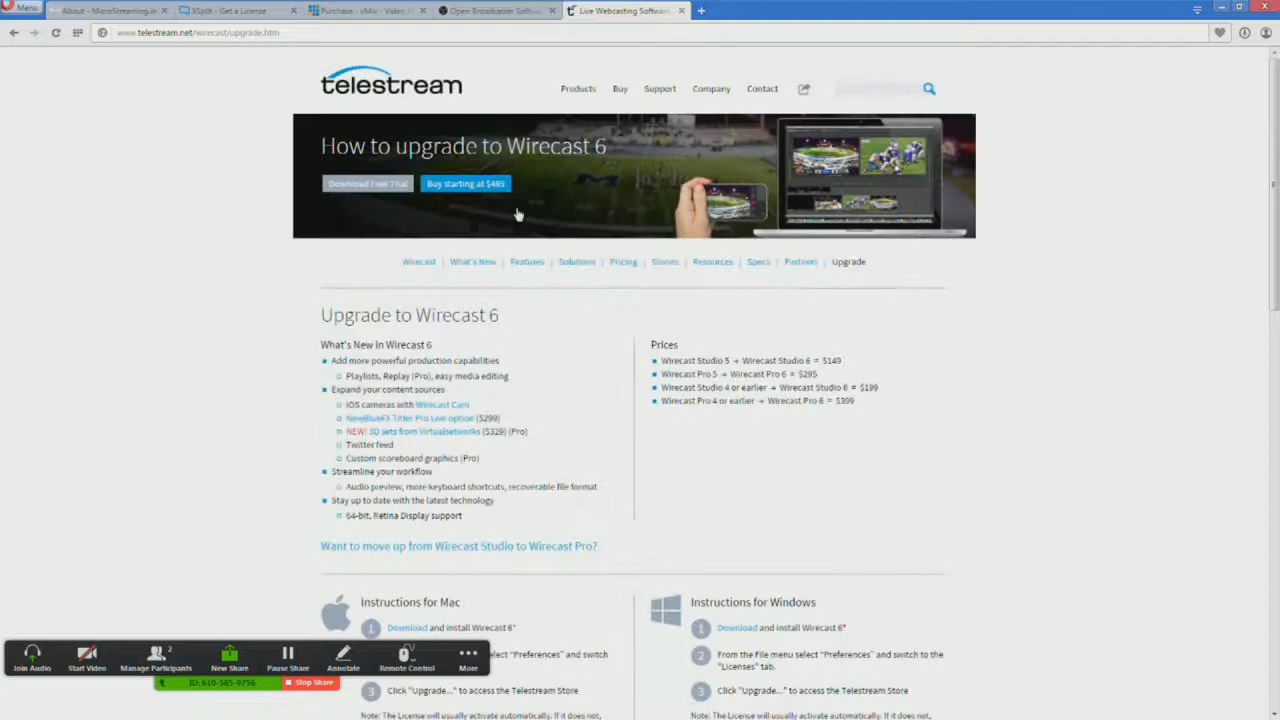 Menu
About - MicroStreaming.io
XSplit - Get a License
Purchase - vMix - Video S
Open Broadcaster Softw
Live Webcasting Software
www.telestream.net/wirecast/upgrade.htm
telestream
Products Buy Support Company Contact
How to upgrade to Wirecast 6
Download Free Trial Buy starting at $495
Wirecast | What's New | Features | Solutions | Pricing | Stories | Resources | Specs | Partners | Upgrade
Upgrade to Wirecast 6
What's New in Wirecast 6
Add more powerful production capabilities
Playlists, Replay (Pro), easy media editing
Expand your content sources
iOS cameras with Wirecast Cam
NewBlueFX Titler Pro Live option ($299)
NEW! 3D sets from Virtualsetworks ($329) (Pro)
Twitter feed
Custom scoreboard graphics (Pro)
Streamline your workflow
Audio preview, more keyboard shortcuts, recoverable file format
Stay up to date with the latest technology
64-bit, Retina Display support
Prices
Wirecast Studio 5 → Wirecast Studio 6 = $149
Wirecast Pro 5 → Wirecast Pro 6 = $295
Wirecast Studio 4 or earlier → Wirecast Studio 6 = $199
Wirecast Pro 4 or earlier → Wirecast Pro 6 = $399
Want to move up from Wirecast Studio to Wirecast Pro?
Instructions for Mac
1 Download and install Wirecast 6*
select "Preferences" and switch
3 Click "Upgrade..." to access the Telestream Store
Note: The License will usually activate automatically. If it does not,
Instructions for Windows
1 Download and install Wirecast 6*
2 From the File menu select "Preferences" and switch to the
"Licenses" tab.
3 Click "Upgrade..." to access the Telestream Store
Note: The License will usually activate automatically. If it does not,
2
Join Audio Start Video Manage Participants New Share Pause Share Annotate Remote Control More
ID: 610-585-9756 Stop Share